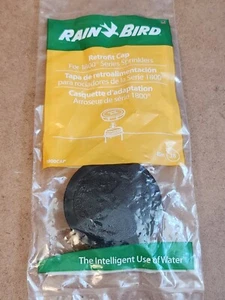 RAIN BIRD
Retrofit Cap
For 1800® Series Sprinklers
Tapa de retroalimentación
para rociadores de la Serie 1800®
Casquette d'adaptation
Arroseur de série 1800®
The Intelligent Use of Water